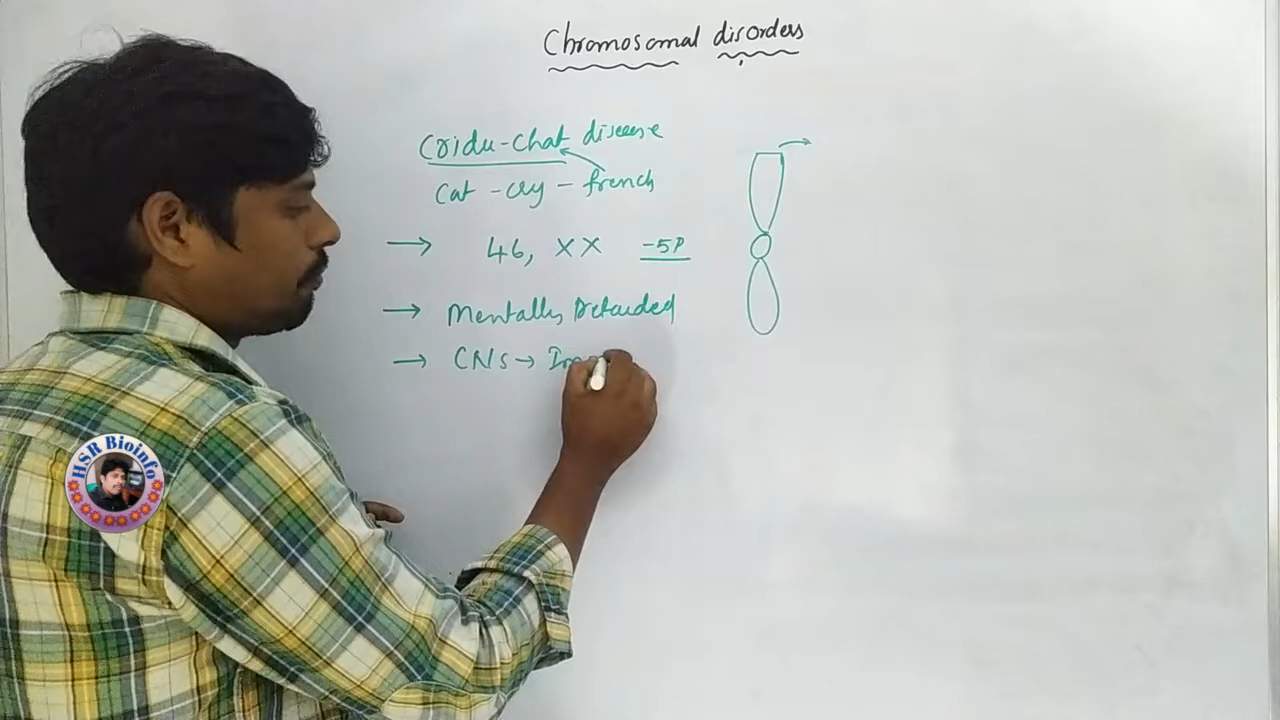 Chromosomal disorders
Cridu-Chat disease
Cat - cry - french
→ 46, XX -5P
→ Mentally Retarded
→ CNS →
HSR Bioinfo